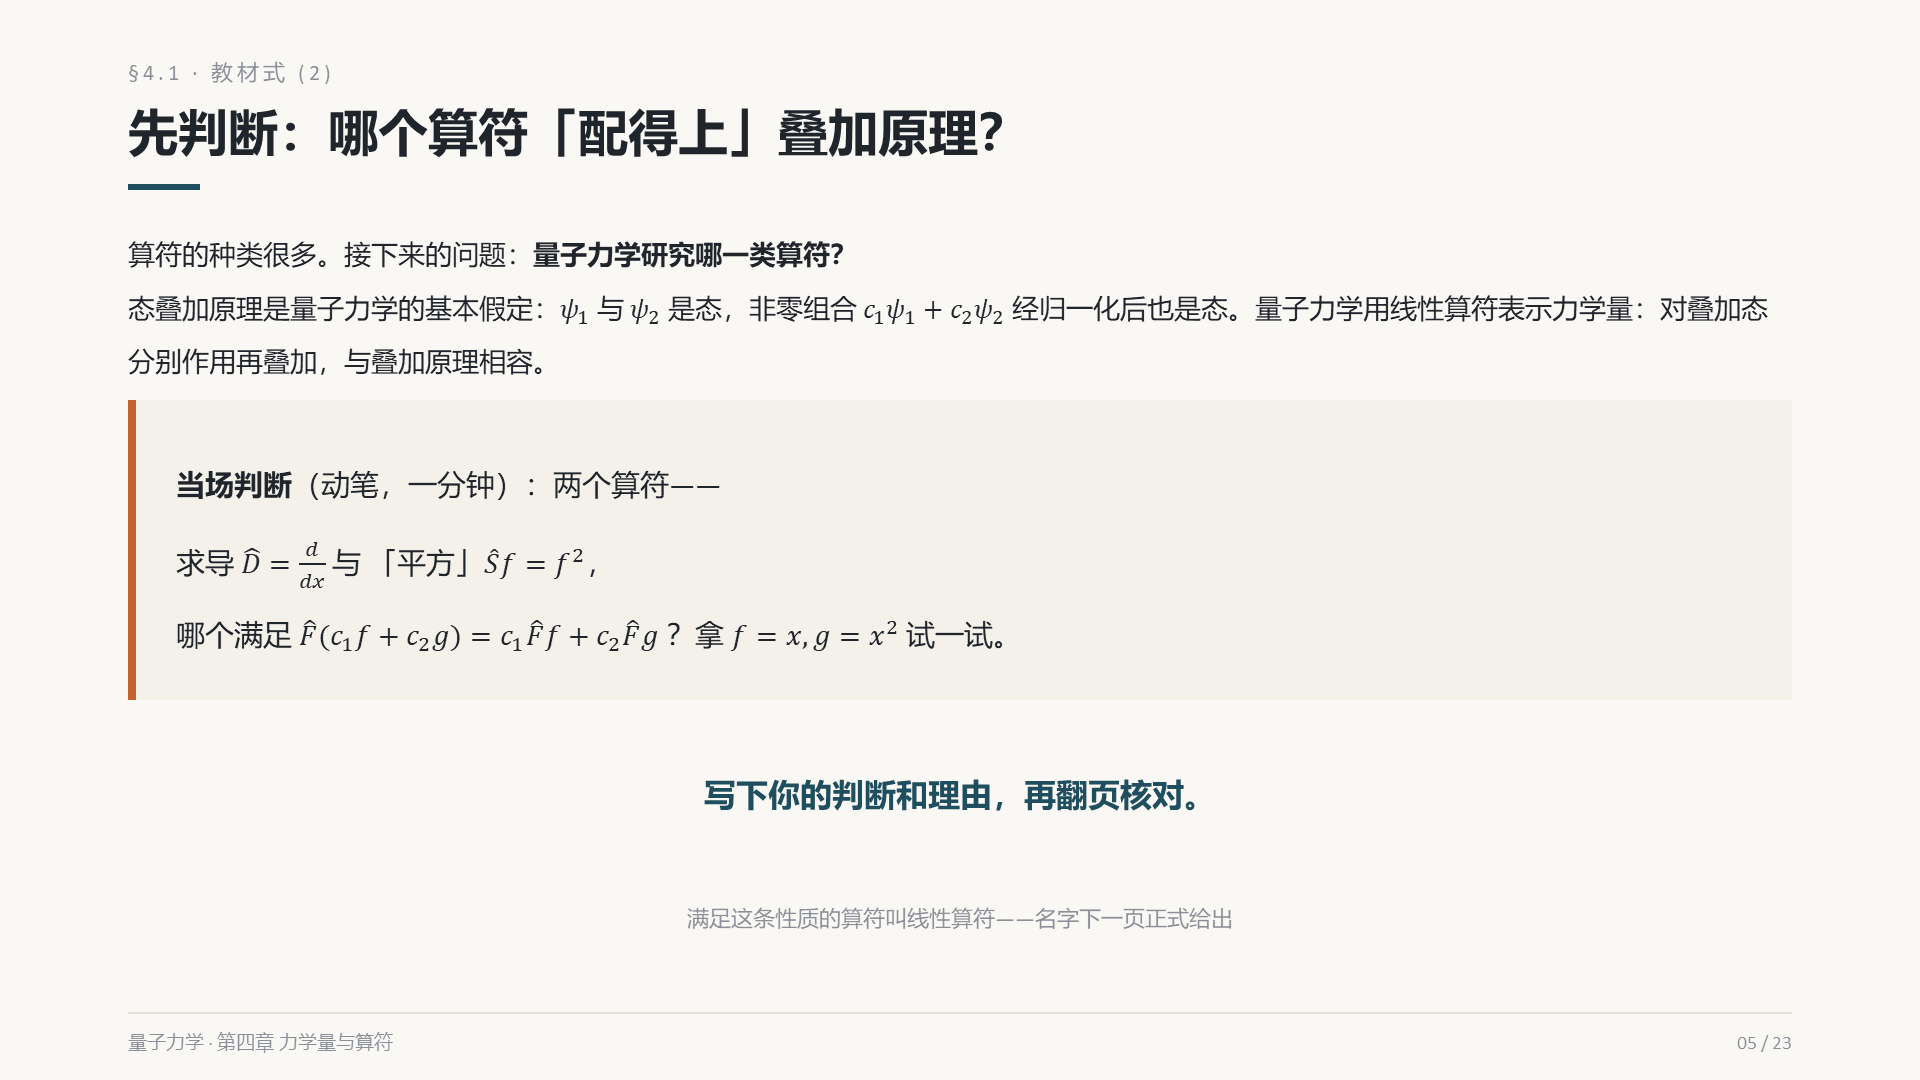 §4.1 · 教材式 (2)
先判断：哪个算符「配得上」叠加原理？
算符的种类很多。接下来的问题：量子力学研究哪一类算符？
态叠加原理是量子力学的基本假定：ψ₁ 与 ψ₂ 是态，非零组合 c₁ψ₁ + c₂ψ₂ 经归一化后也是态。量子力学用线性算符表示力学量：对叠加态
分别作用再叠加，与叠加原理相容。
当场判断（动笔，一分钟）：两个算符——
求导 D̂ = d/dx 与「平方」Ŝf = f²，
哪个满足 F̂(c₁f + c₂g) = c₁F̂f + c₂F̂g？拿 f = x, g = x² 试一试。
写下你的判断和理由，再翻页核对。
满足这条性质的算符叫线性算符——名字下一页正式给出
量子力学 · 第四章 力学量与算符
05 / 23